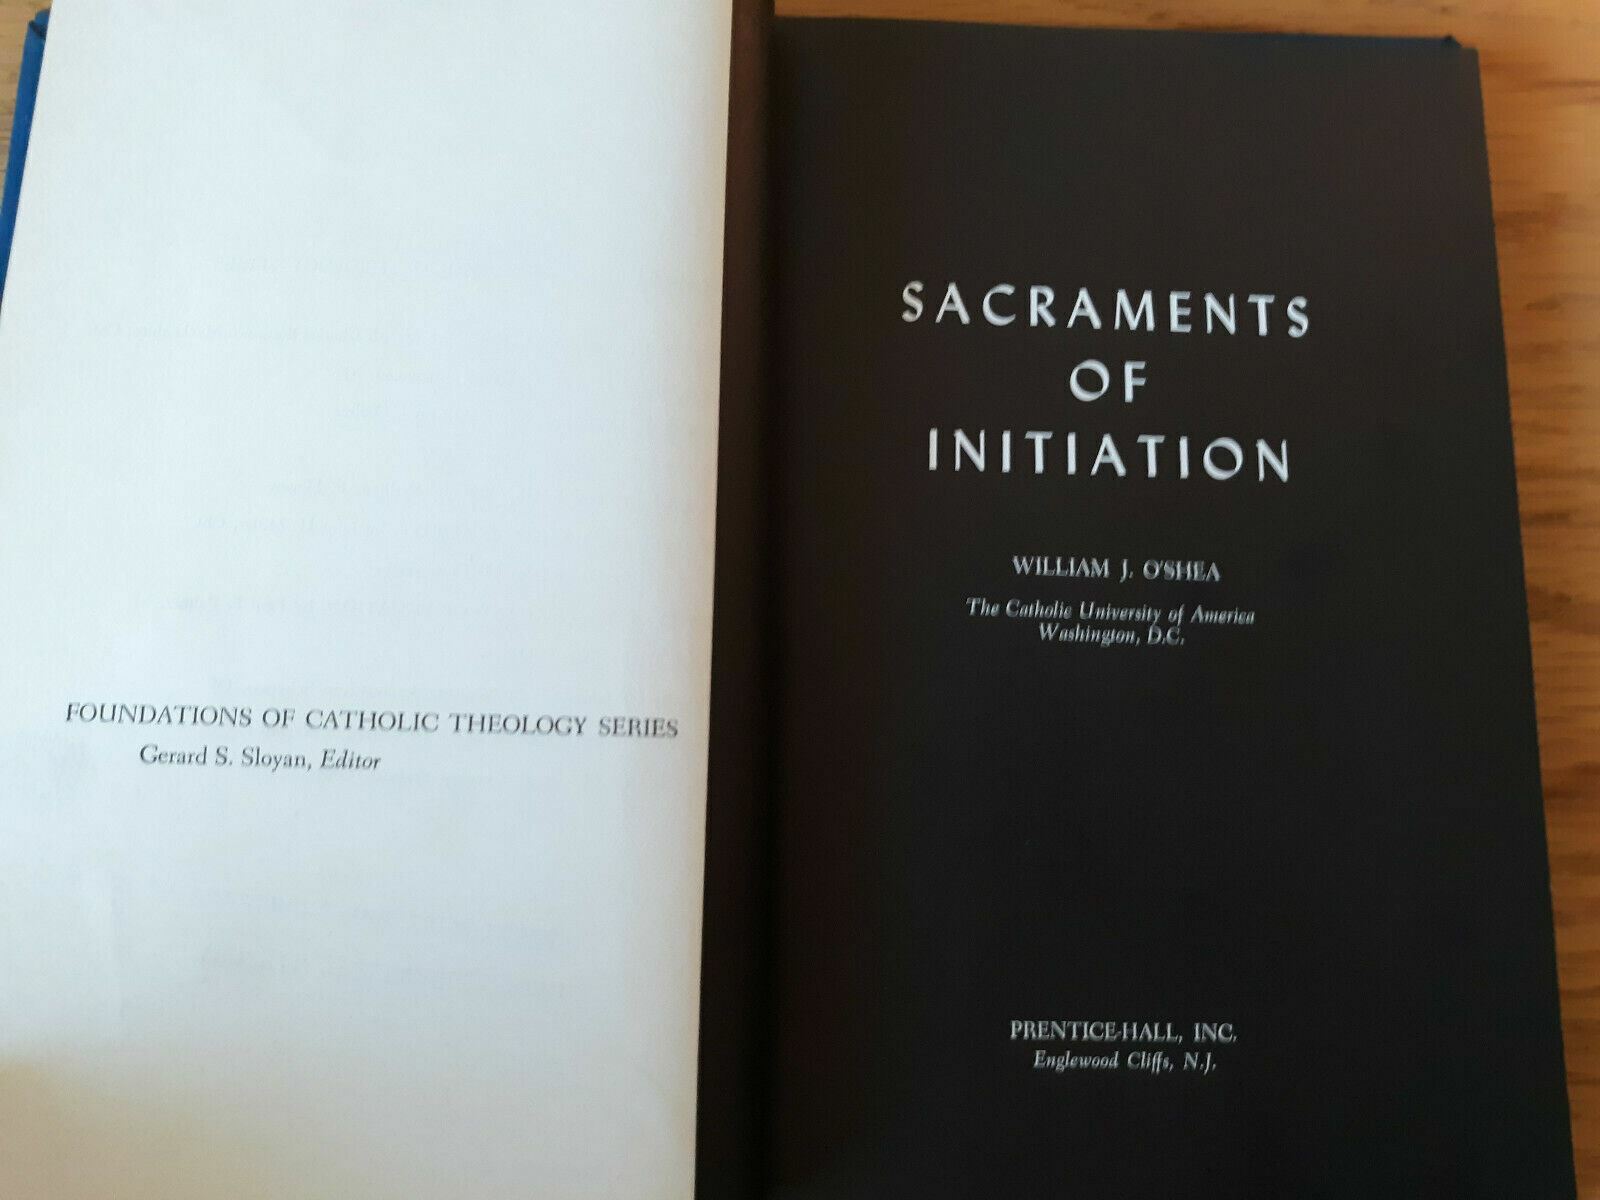 FOUNDATIONS OF CATHOLIC THEOLOGY SERIES
Gerard S. Sloyan, Editor
SACRAMENTS
OF
INITIATION
WILLIAM J. O'SHEA
The Catholic University of America
Washington, D.C.
PRENTICE-HALL, INC.
Englewood Cliffs, N.J.